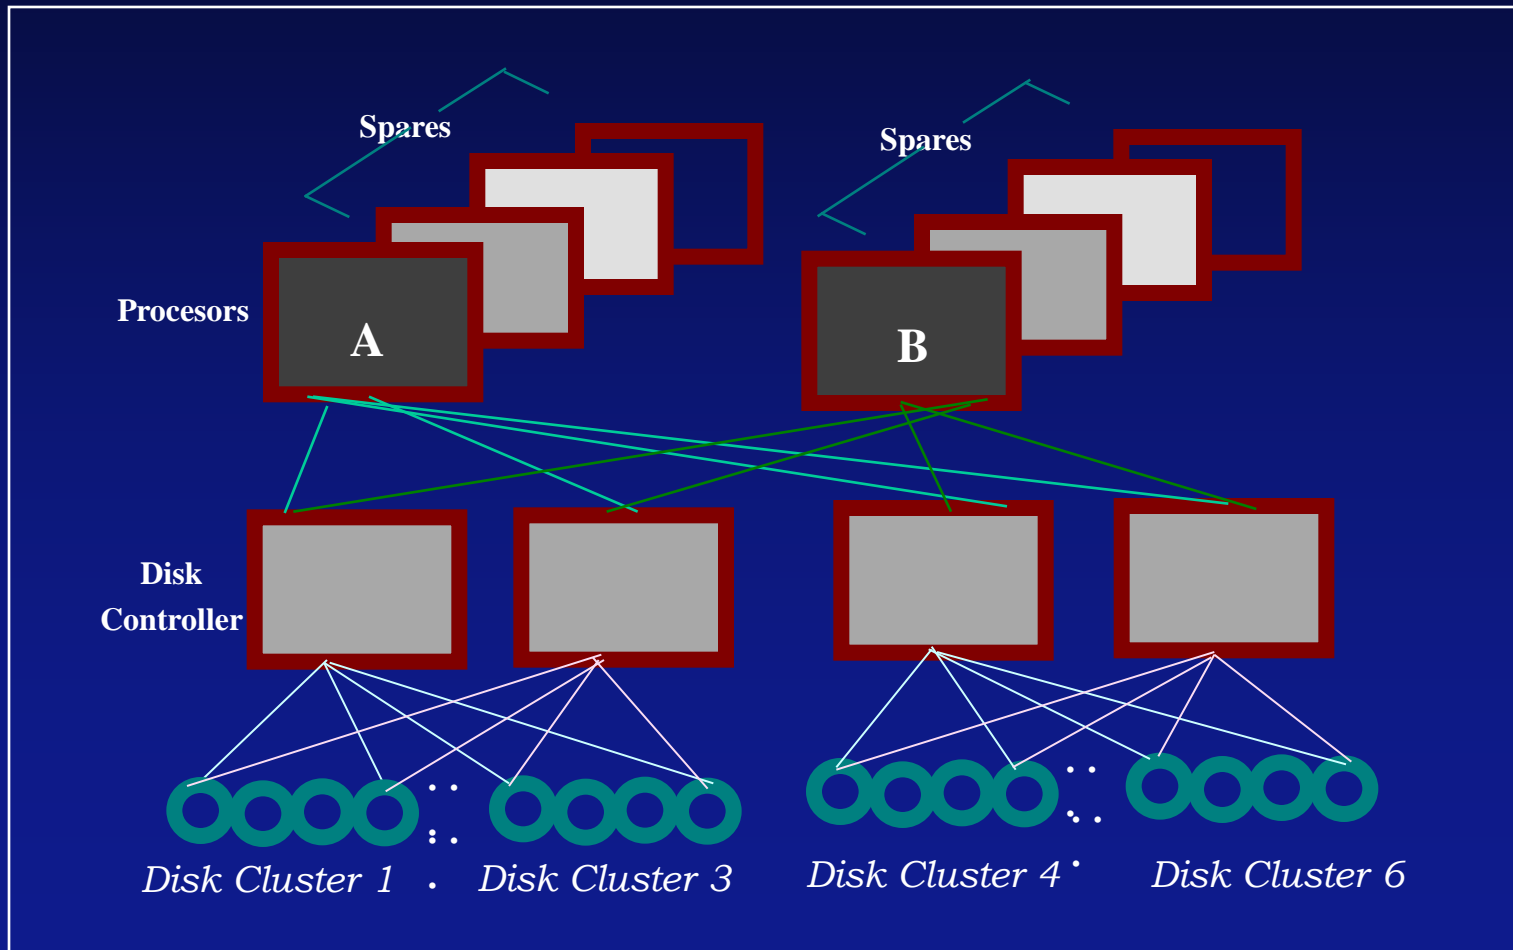 Spares
Spares
Procesors
A
B
Disk
Controller
Disk Cluster 1
Disk Cluster 3
Disk Cluster 4
Disk Cluster 6